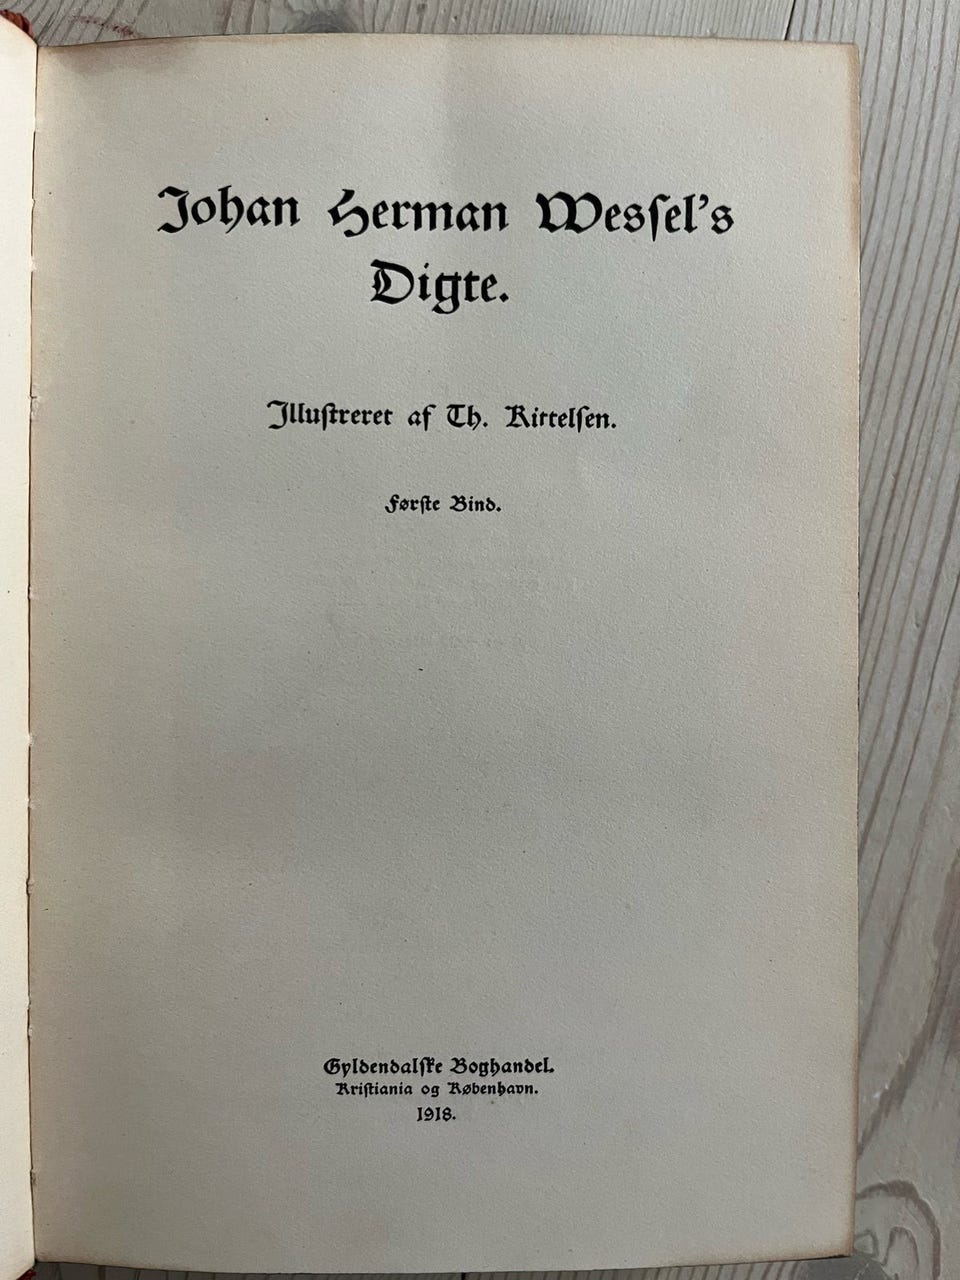 Johan Herman Wessel's
Digte.
Illustreret af Th. Kittelsen.
Første Bind.
Gyldendalske Boghandel.
Kristiania og København.
1918.